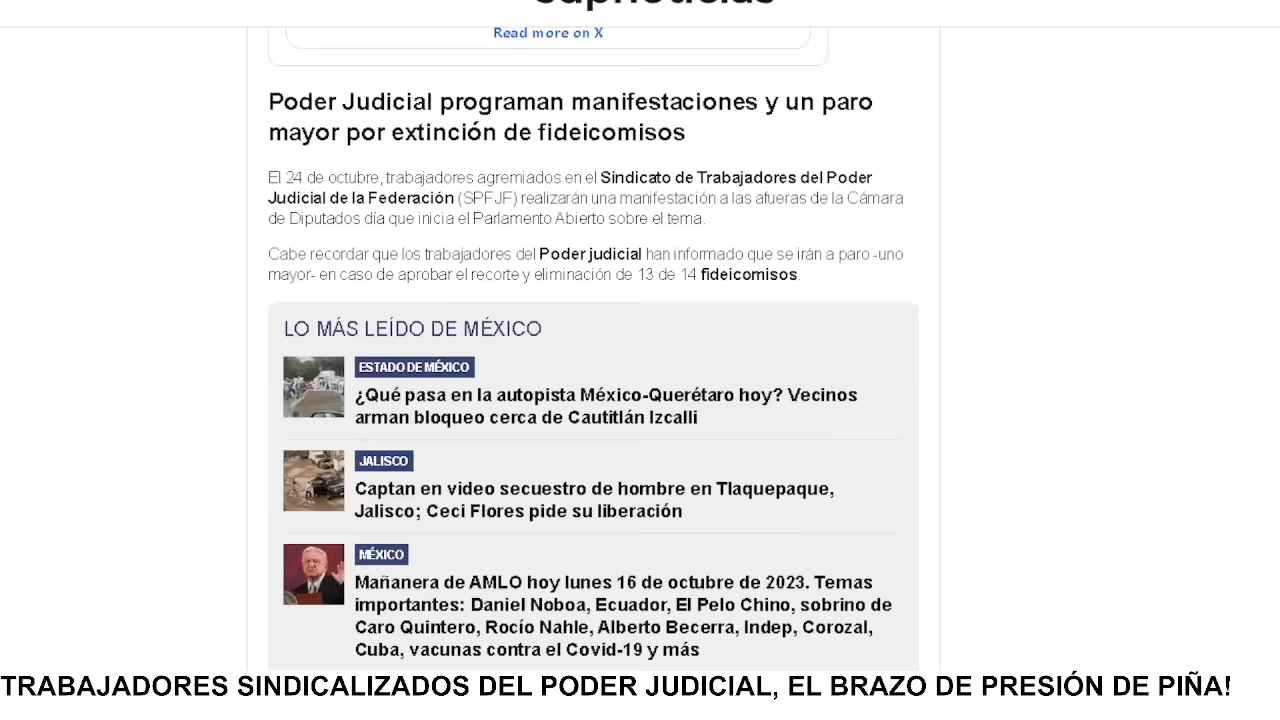 Read more on X
Poder Judicial programan manifestaciones y un paro
mayor por extinción de fideicomisos
El 24 de octubre, trabajadores agremiados en el Sindicato de Trabajadores del Poder
Judicial de la Federación (SPFJF) realizarán una manifestación a las afueras de la Cámara
de Diputados día que inicia el Parlamento Abierto sobre el tema.
Cabe recordar que los trabajadores del Poder judicial han informado que se irán a paro -uno
mayor- en caso de aprobar el recorte y eliminación de 13 de 14 fideicomisos.
LO MÁS LEÍDO DE MÉXICO
ESTADO DE MÉXICO
¿Qué pasa en la autopista México-Querétaro hoy? Vecinos
arman bloqueo cerca de Cautitlán Izcalli
JALISCO
Captan en video secuestro de hombre en Tlaquepaque,
Jalisco; Ceci Flores pide su liberación
MÉXICO
Mañanera de AMLO hoy lunes 16 de octubre de 2023. Temas
importantes: Daniel Noboa, Ecuador, El Pelo Chino, sobrino de
Caro Quintero, Rocío Nahle, Alberto Becerra, Indep, Corozal,
Cuba, vacunas contra el Covid-19 y más
TRABAJADORES SINDICALIZADOS DEL PODER JUDICIAL, EL BRAZO DE PRESIÓN DE PIÑA!